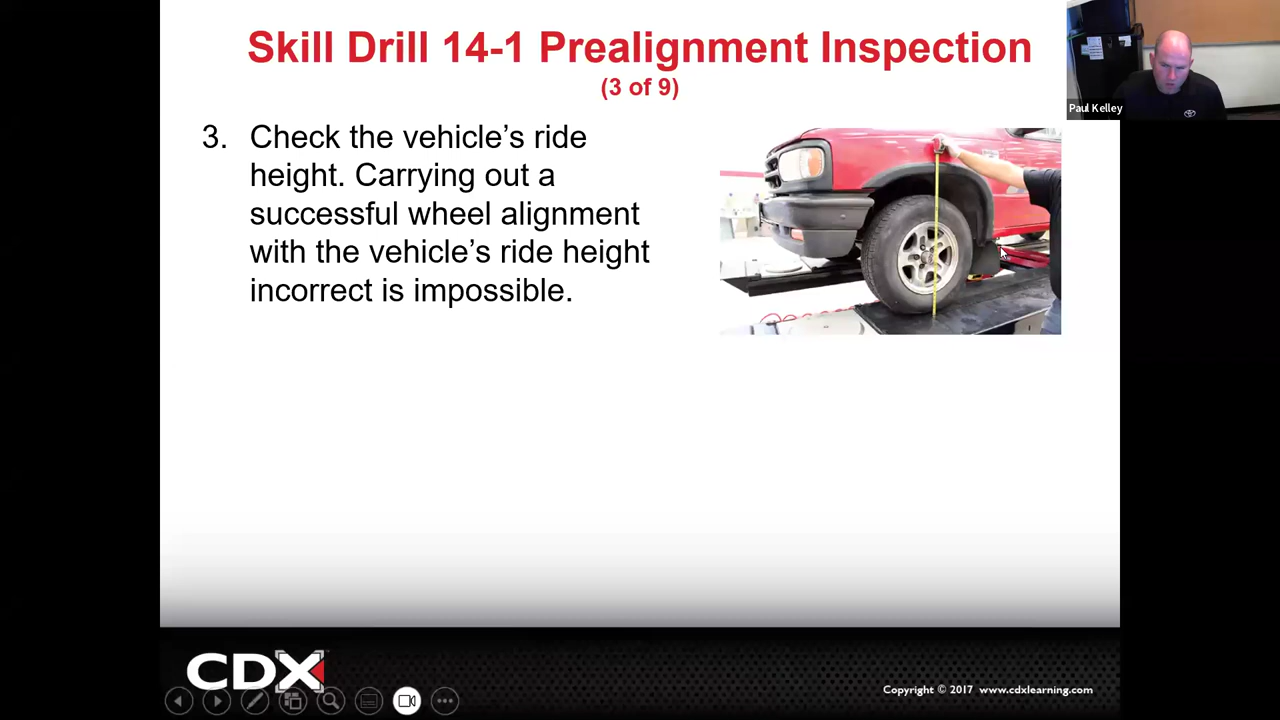 Skill Drill 14-1 Prealignment Inspection
(3 of 9)
Paul Kelley
3. Check the vehicle’s ride
height. Carrying out a
successful wheel alignment
with the vehicle’s ride height
incorrect is impossible.
CDX
Copyright © 2017 www.cdxlearning.com